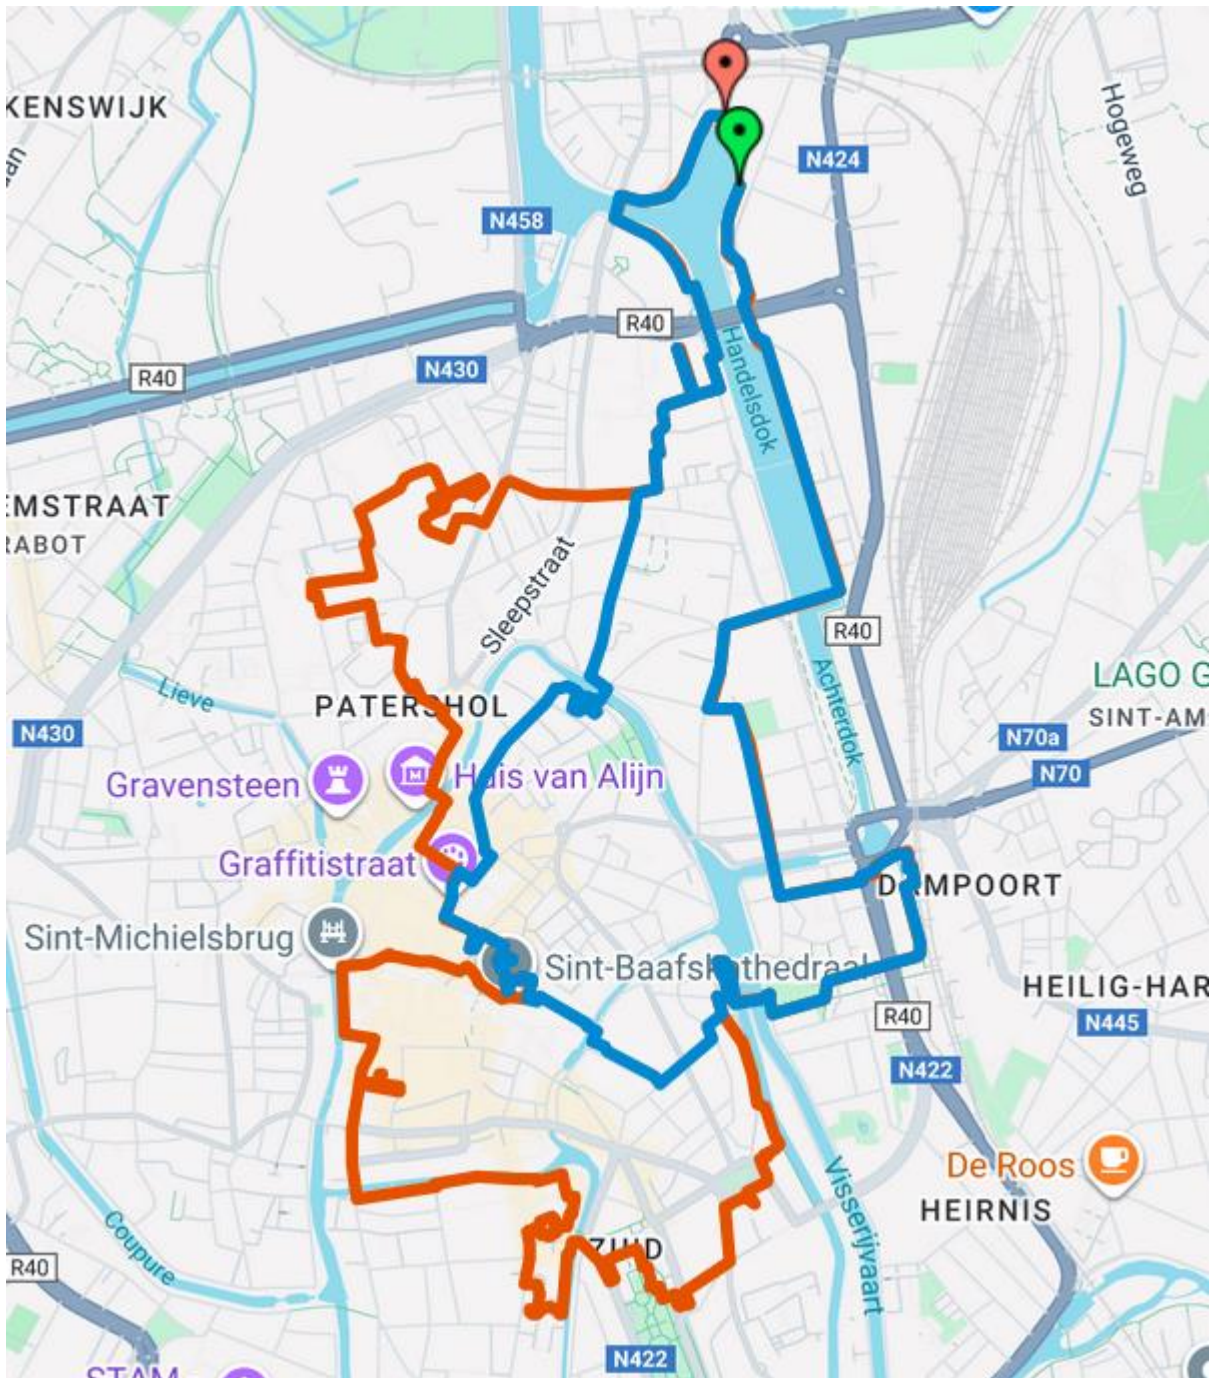 KENSWIJK
Hogeweg
N424
N458
R40
R40
N430
Handelsdok
EMSTRAAT
RABOT
Sleepstraat
R40
Achterdok
LAGO G
SINT-AM
Lieve
PATERSHOL
N430
N70a
N70
Gravensteen
Huis van Alijn
Graffitistraat
DAMPOORT
Sint-Michielsbrug
Sint-Baafskathedraal
HEILIG-HAR
R40
N445
N422
De Roos
HEIRNIS
Visserijvaart
Coupure
ZUID
R40
N422
STAM